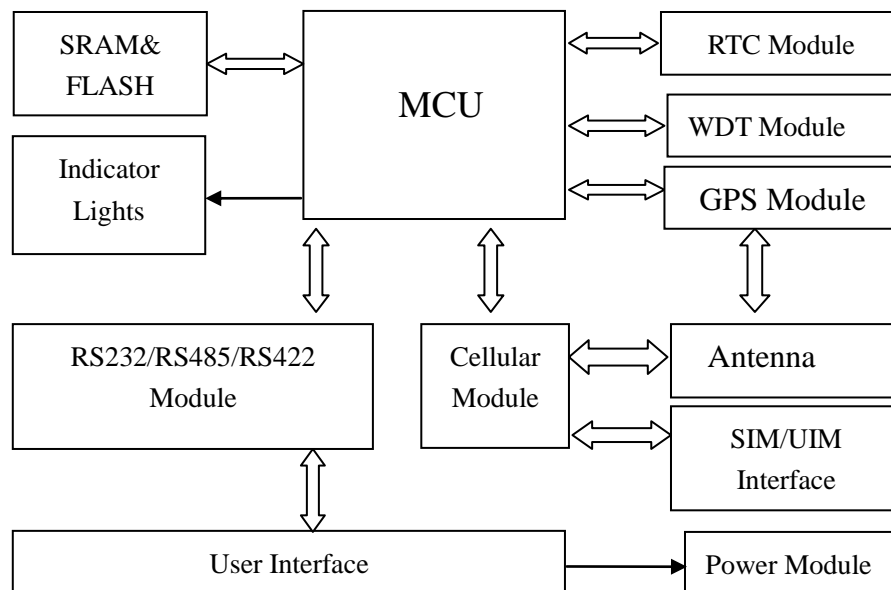 SRAM&
FLASH
MCU
RTC Module
WDT Module
Indicator
Lights
GPS Module
RS232/RS485/RS422
Module
Cellular
Module
Antenna
SIM/UIM
Interface
User Interface
Power Module